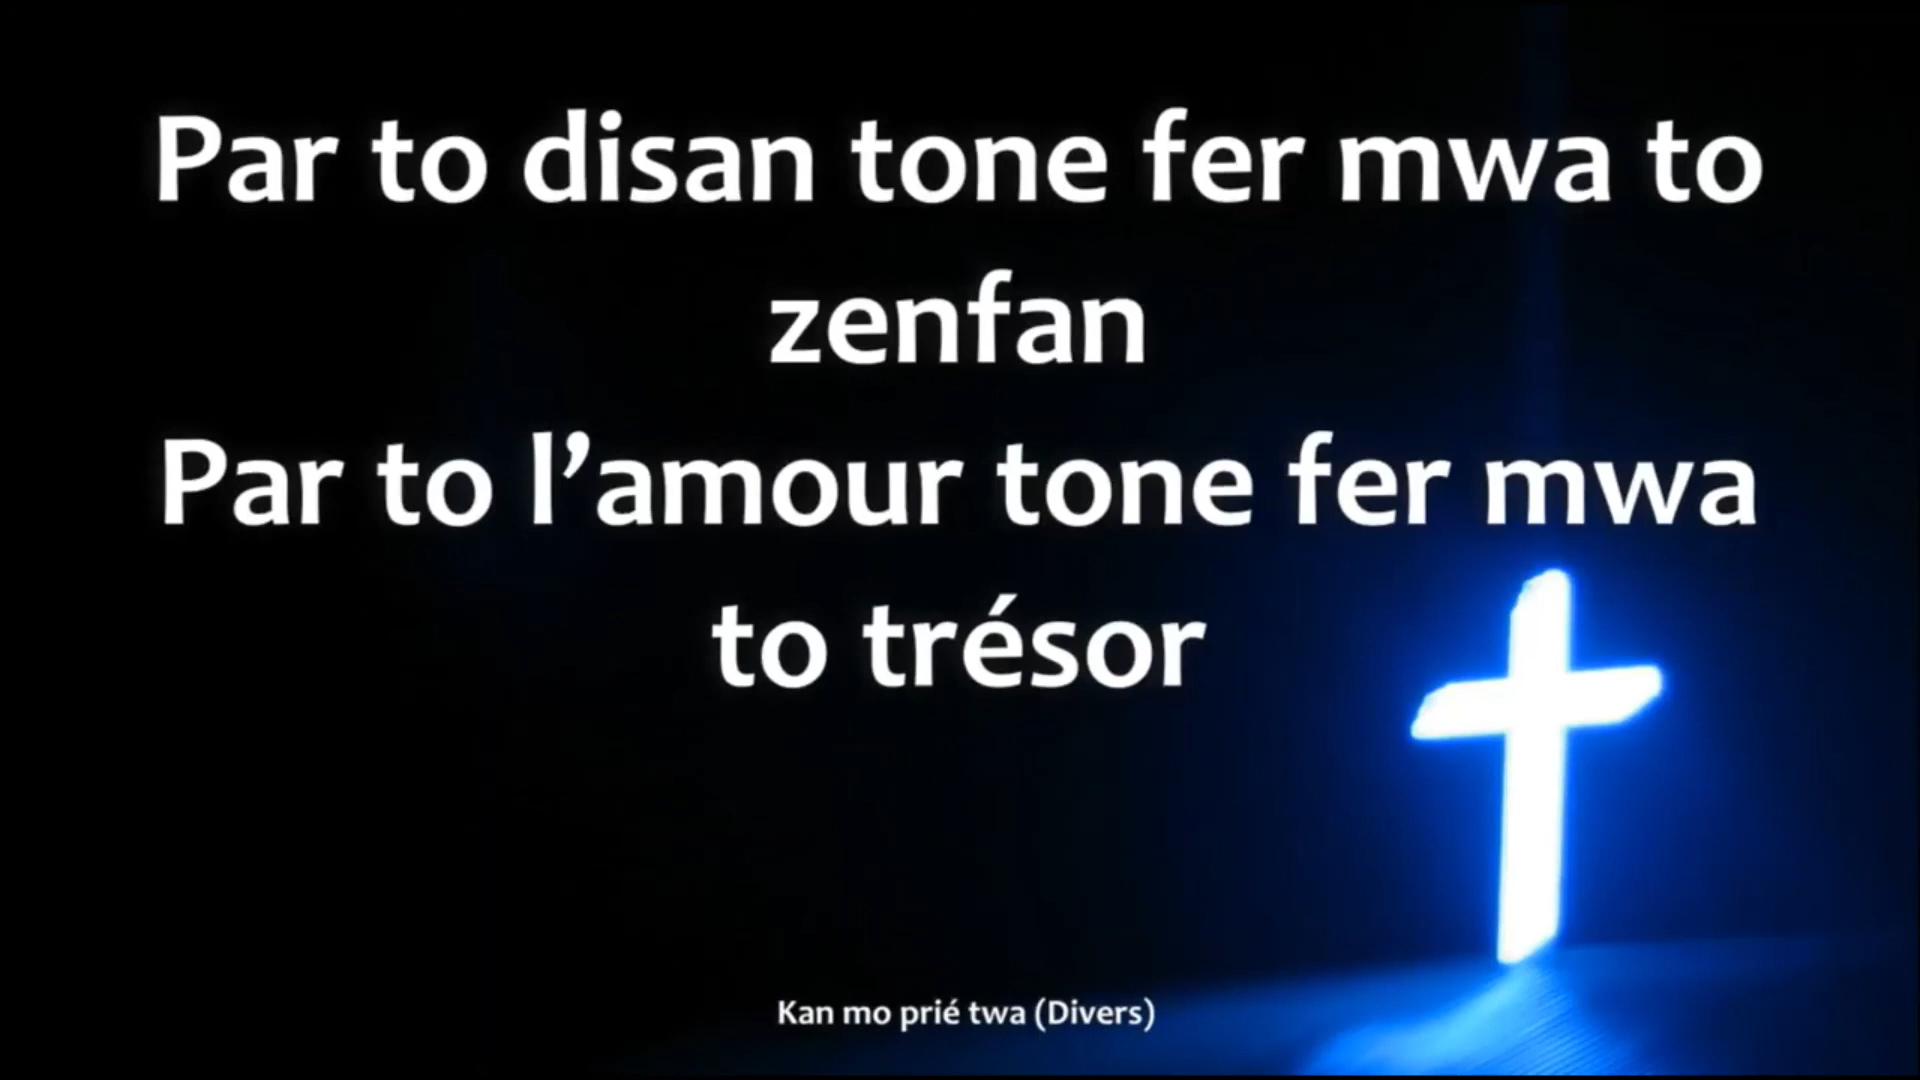 Par to disan tone fer mwa to
zenfan
Par to l’amour tone fer mwa
to trésor
Kan mo prié twa (Divers)